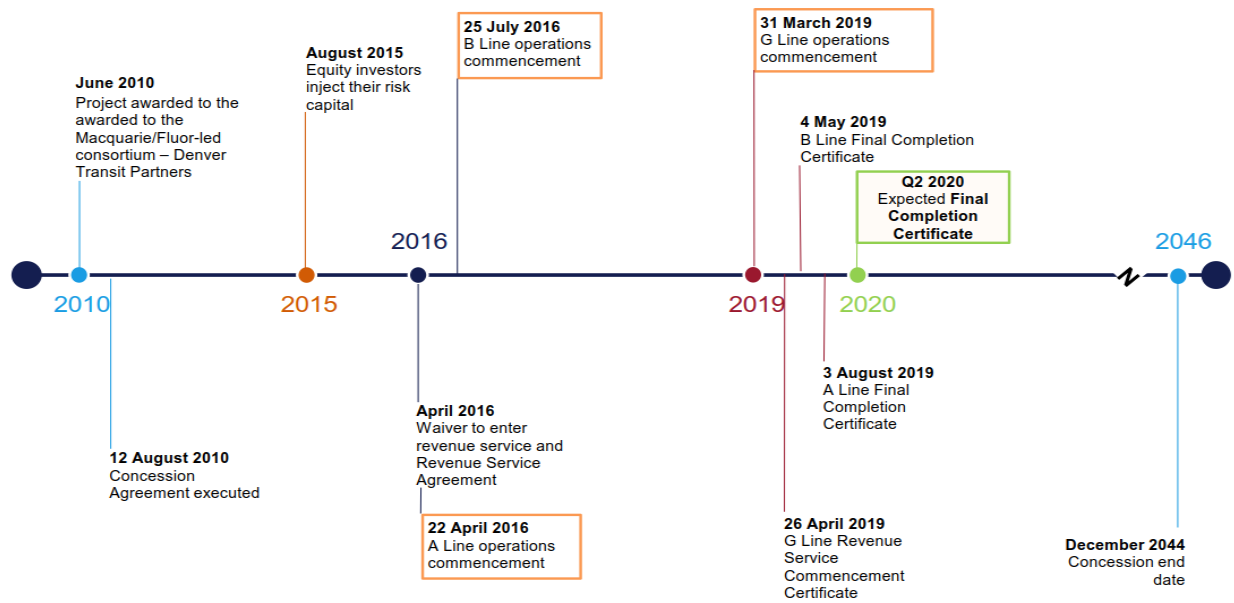 June 2010
Project awarded to the
awarded to the
Macquarie/Fluor-led
consortium – Denver
Transit Partners
August 2015
Equity investors
inject their risk
capital
25 July 2016
B Line operations
commencement
31 March 2019
G Line operations
commencement
4 May 2019
B Line Final Completion
Certificate
Q2 2020
Expected Final
Completion
Certificate
2010
2015
2016
2019
2020
2046
12 August 2010
Concession
Agreement executed
April 2016
Waiver to enter
revenue service and
Revenue Service
Agreement
22 April 2016
A Line operations
commencement
26 April 2019
G Line Revenue
Service
Commencement
Certificate
3 August 2019
A Line Final
Completion
Certificate
December 2044
Concession end
date